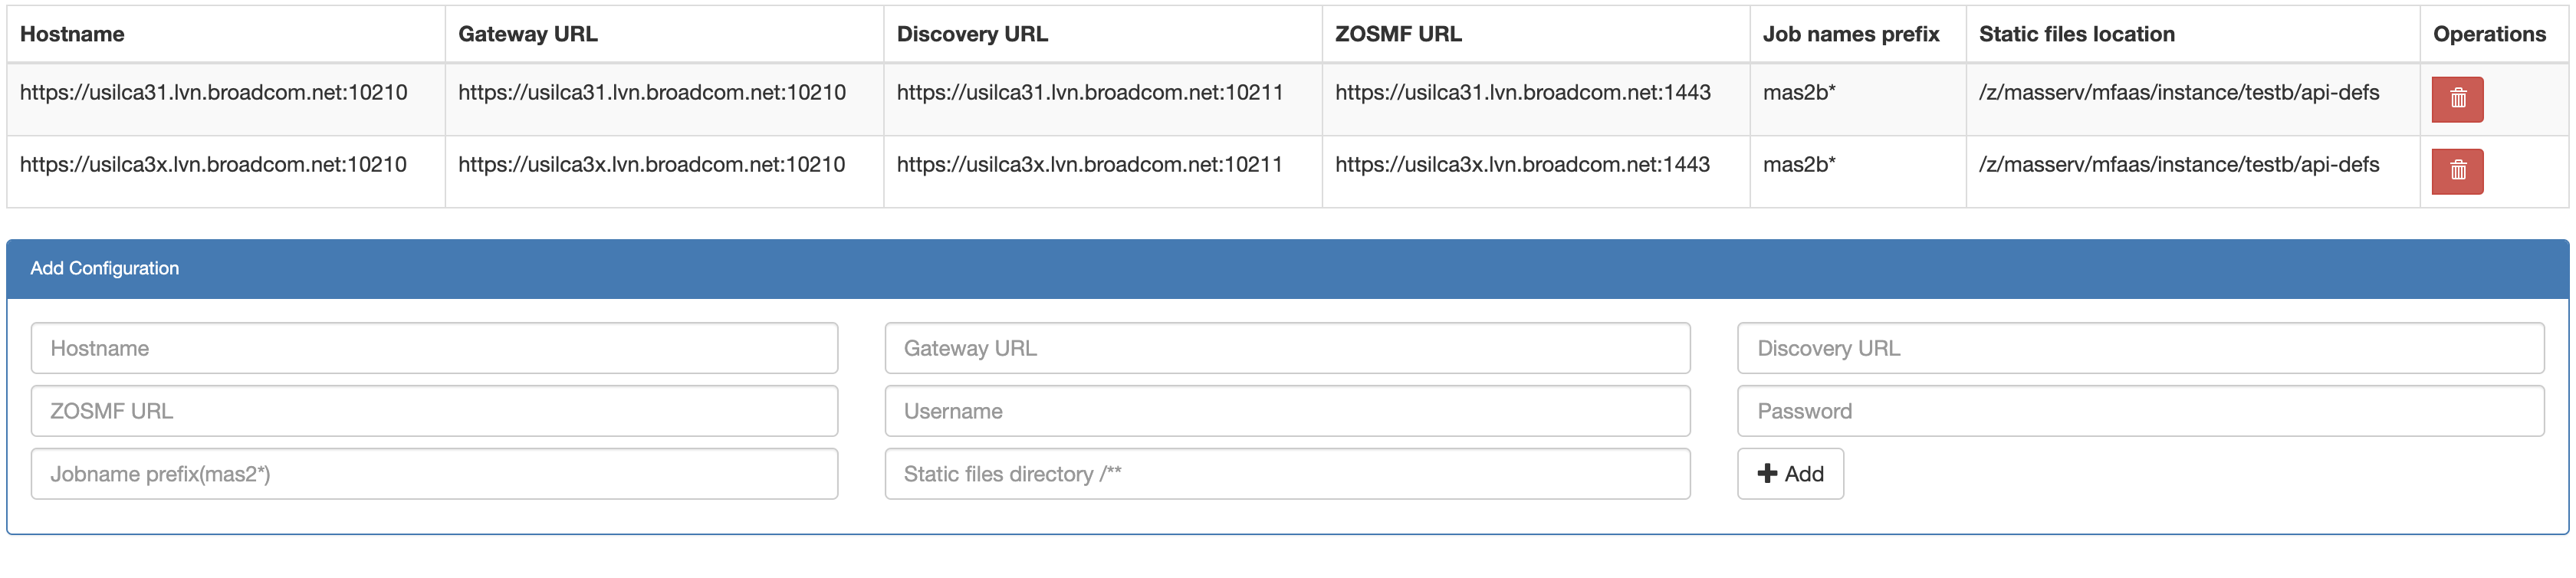 Hostname Gateway URL Discovery URL ZOSMF URL Job names prefix Static files location Operations
https://usilca31.lvn.broadcom.net:10210 https://usilca31.lvn.broadcom.net:10210 https://usilca31.lvn.broadcom.net:10211 https://usilca31.lvn.broadcom.net:1443 mas2b* /z/masserv/mfaas/instance/testb/api-defs
https://usilca3x.lvn.broadcom.net:10210 https://usilca3x.lvn.broadcom.net:10210 https://usilca3x.lvn.broadcom.net:10211 https://usilca3x.lvn.broadcom.net:1443 mas2b* /z/masserv/mfaas/instance/testb/api-defs
Add Configuration
Hostname Gateway URL Discovery URL
ZOSMF URL Username Password
Jobname prefix(mas2*) Static files directory /** Add